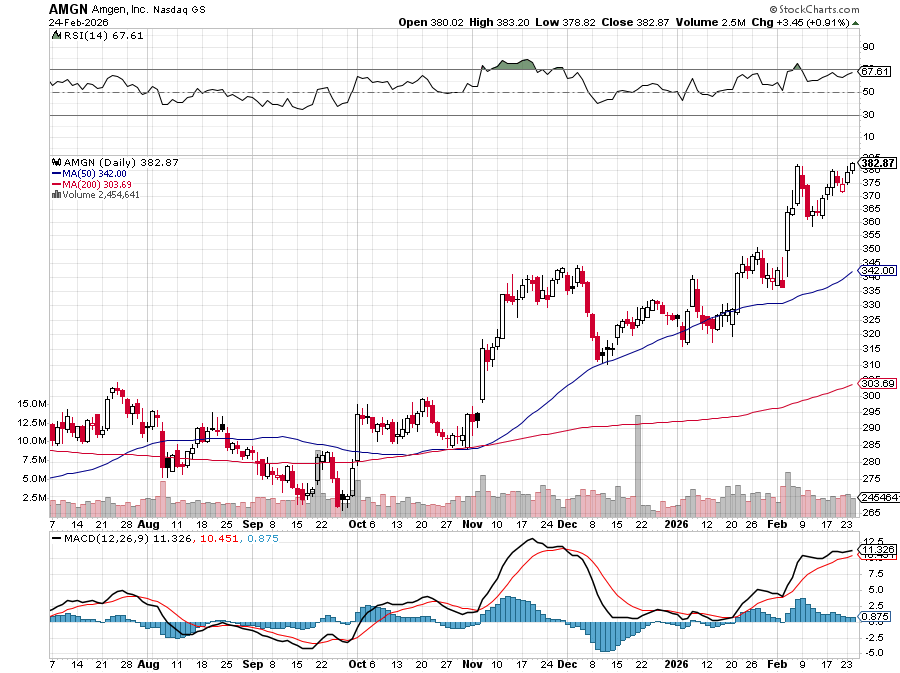 AMGN Amgen, Inc. Nasdaq GS
© StockCharts.com
24-Feb-2026
Open 380.02 High 383.20 Low 378.82 Close 382.87 Volume 2.5M Chg +3.45 (+0.91%)
RSI(14) 67.61
90
67.61
50
30
10
AMGN (Daily) 382.87
MA(50) 342.00
MA(200) 303.69
Volume 2,454,641
382.87
380
375
370
365
360
355
350
345
342.00
340
335
330
325
320
315
310
303.69
300
295
290
285
280
275
265
15.0M
12.5M
10.0M
7.5M
5.0M
2.5M
245464
7 14 21 28 Aug 11 18 25 Sep 8 15 22 Oct 6 13 20 27 Nov 10 17 24 Dec 8 15 22 2026 12 20 26 Feb 9 17 23
MACD(12,26,9) 11.326, 10.451, 0.875
12.5
11.326
7.5
5.0
2.5
0.875
-2.5
-5.0
7 14 21 28 Aug 11 18 25 Sep 8 15 22 Oct 6 13 20 27 Nov 10 17 24 Dec 8 15 22 2026 12 20 26 Feb 9 17 23